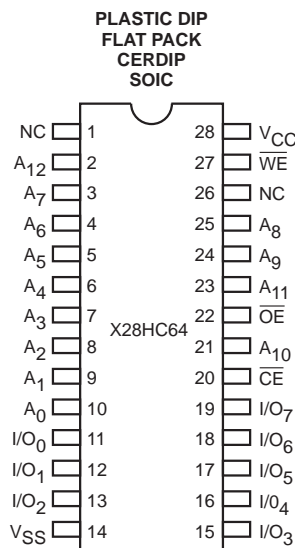 PLASTIC DIP
FLAT PACK
CERDIP
SOIC
NC 1 28 VCC
A12 2 27 WE
A7 3 26 NC
A6 4 25 A8
A5 5 24 A9
A4 6 23 A11
A3 7 22 OE
X28HC64
A2 8 21 A10
A1 9 20 CE
A0 10 19 I/O7
I/O0 11 18 I/O6
I/O1 12 17 I/O5
I/O2 13 16 I/04
VSS 14 15 I/O3